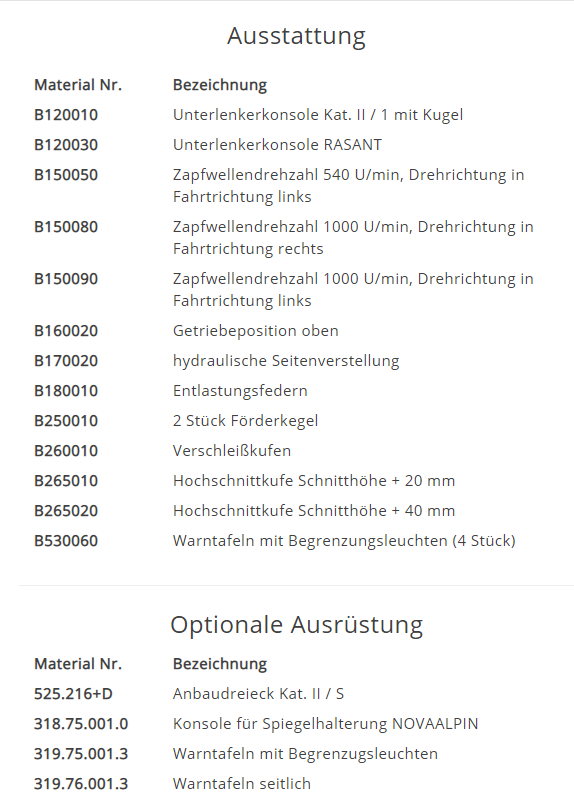 Ausstattung
Material Nr. Bezeichnung
B120010 Unterlenkerkonsole Kat. II / 1 mit Kugel
B120030 Unterlenkerkonsole RASANT
B150050 Zapfwellendrehzahl 540 U/min, Drehrichtung in
Fahrtrichtung links
B150080 Zapfwellendrehzahl 1000 U/min, Drehrichtung in
Fahrtrichtung rechts
B150090 Zapfwellendrehzahl 1000 U/min, Drehrichtung in
Fahrtrichtung links
B160020 Getriebeposition oben
B170020 hydraulische Seitenverstellung
B180010 Entlastungsfedern
B250010 2 Stück Förderkegel
B260010 Verschleißkufen
B265010 Hochschnittkufe Schnitthöhe + 20 mm
B265020 Hochschnittkufe Schnitthöhe + 40 mm
B530060 Warntafeln mit Begrenzungsleuchten (4 Stück)
Optionale Ausrüstung
Material Nr. Bezeichnung
525.216+D Anbaudreieck Kat. II / S
318.75.001.0 Konsole für Spiegelhalterung NOVAALPIN
319.75.001.3 Warntafeln mit Begrenzugsleuchten
319.76.001.3 Warntafeln seitlich